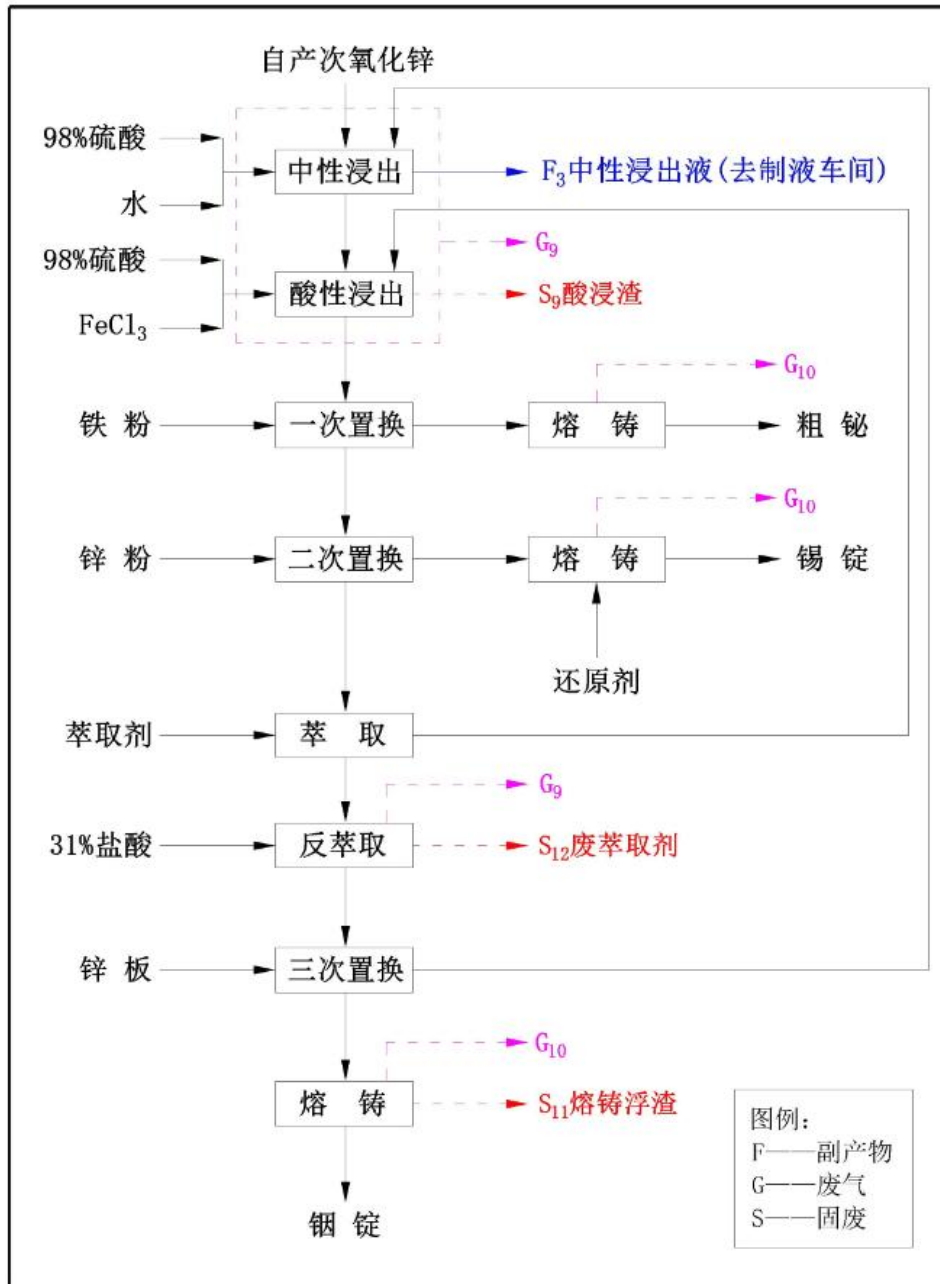 自产次氧化锌
98%硫酸
中性浸出
F₃中性浸出液(去制液车间)
水
G₉
98%硫酸
酸性浸出
S₉酸浸渣
FeCl₃
G₁₀
铁 粉
一次置换
熔 铸
粗 铋
G₁₀
锌 粉
二次置换
熔 铸
锡 锭
还原剂
萃取剂
萃 取
G₉
31%盐酸
反萃取
S₁₂废萃取剂
锌 板
三次置换
G₁₀
熔 铸
S₁₁熔铸浮渣
铟 锭
图例:
F——副产物
G——废气
S——固废